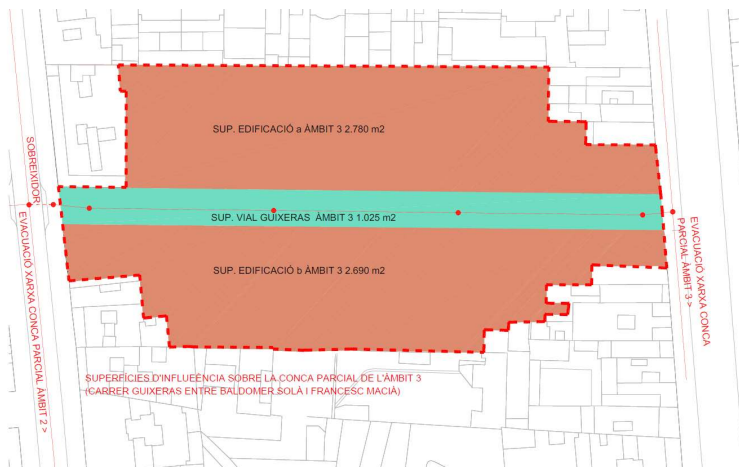 SUP. EDIFICACIÓ a ÀMBIT 3 2.780 m2
SOBREIXIDOR
SUP. VIAL GUIXERAS ÀMBIT 3 1.025 m2
EVACUACIÓ XARXA CONCA PARCIAL ÀMBIT 2 >
EVACUACIÓ XARXA CONCA
PARCIAL ÀMBIT 3 >
SUP. EDIFICACIÓ b ÀMBIT 3 2.690 m2
SUPERFÍCIES D'INFLUEÈNCIA SOBRE LA CONCA PARCIAL DE L'ÀMBIT 3
(CARRER GUIXERAS ENTRE BALDOMER SOLÀ I FRANCESC MACIÀ)